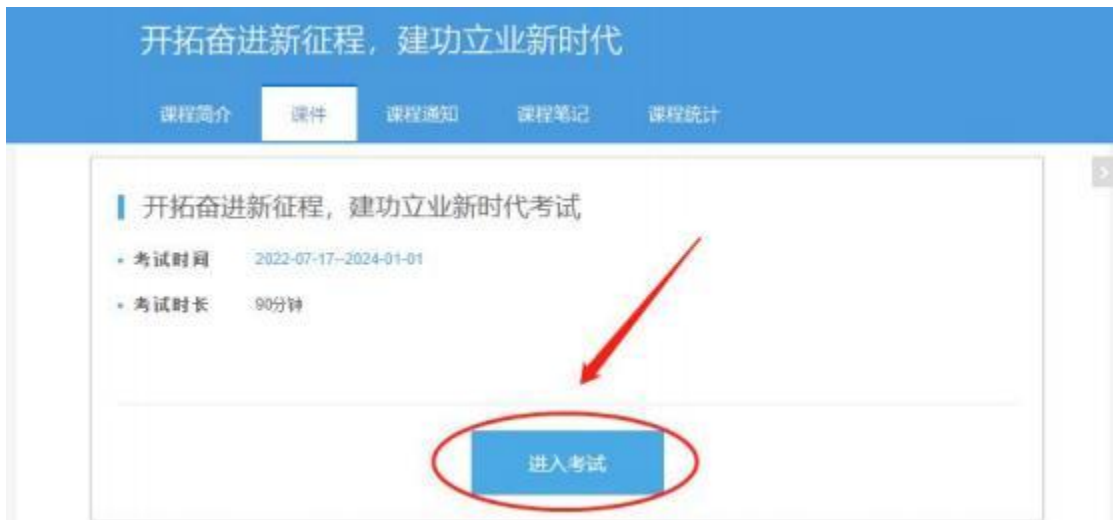 开拓奋进新征程，建功立业新时代
课程简介 课件 课程通知 课程笔记 课程统计
开拓奋进新征程，建功立业新时代考试
考试时间 2022-07-17--2024-01-01
考试时长 90分钟
进入考试